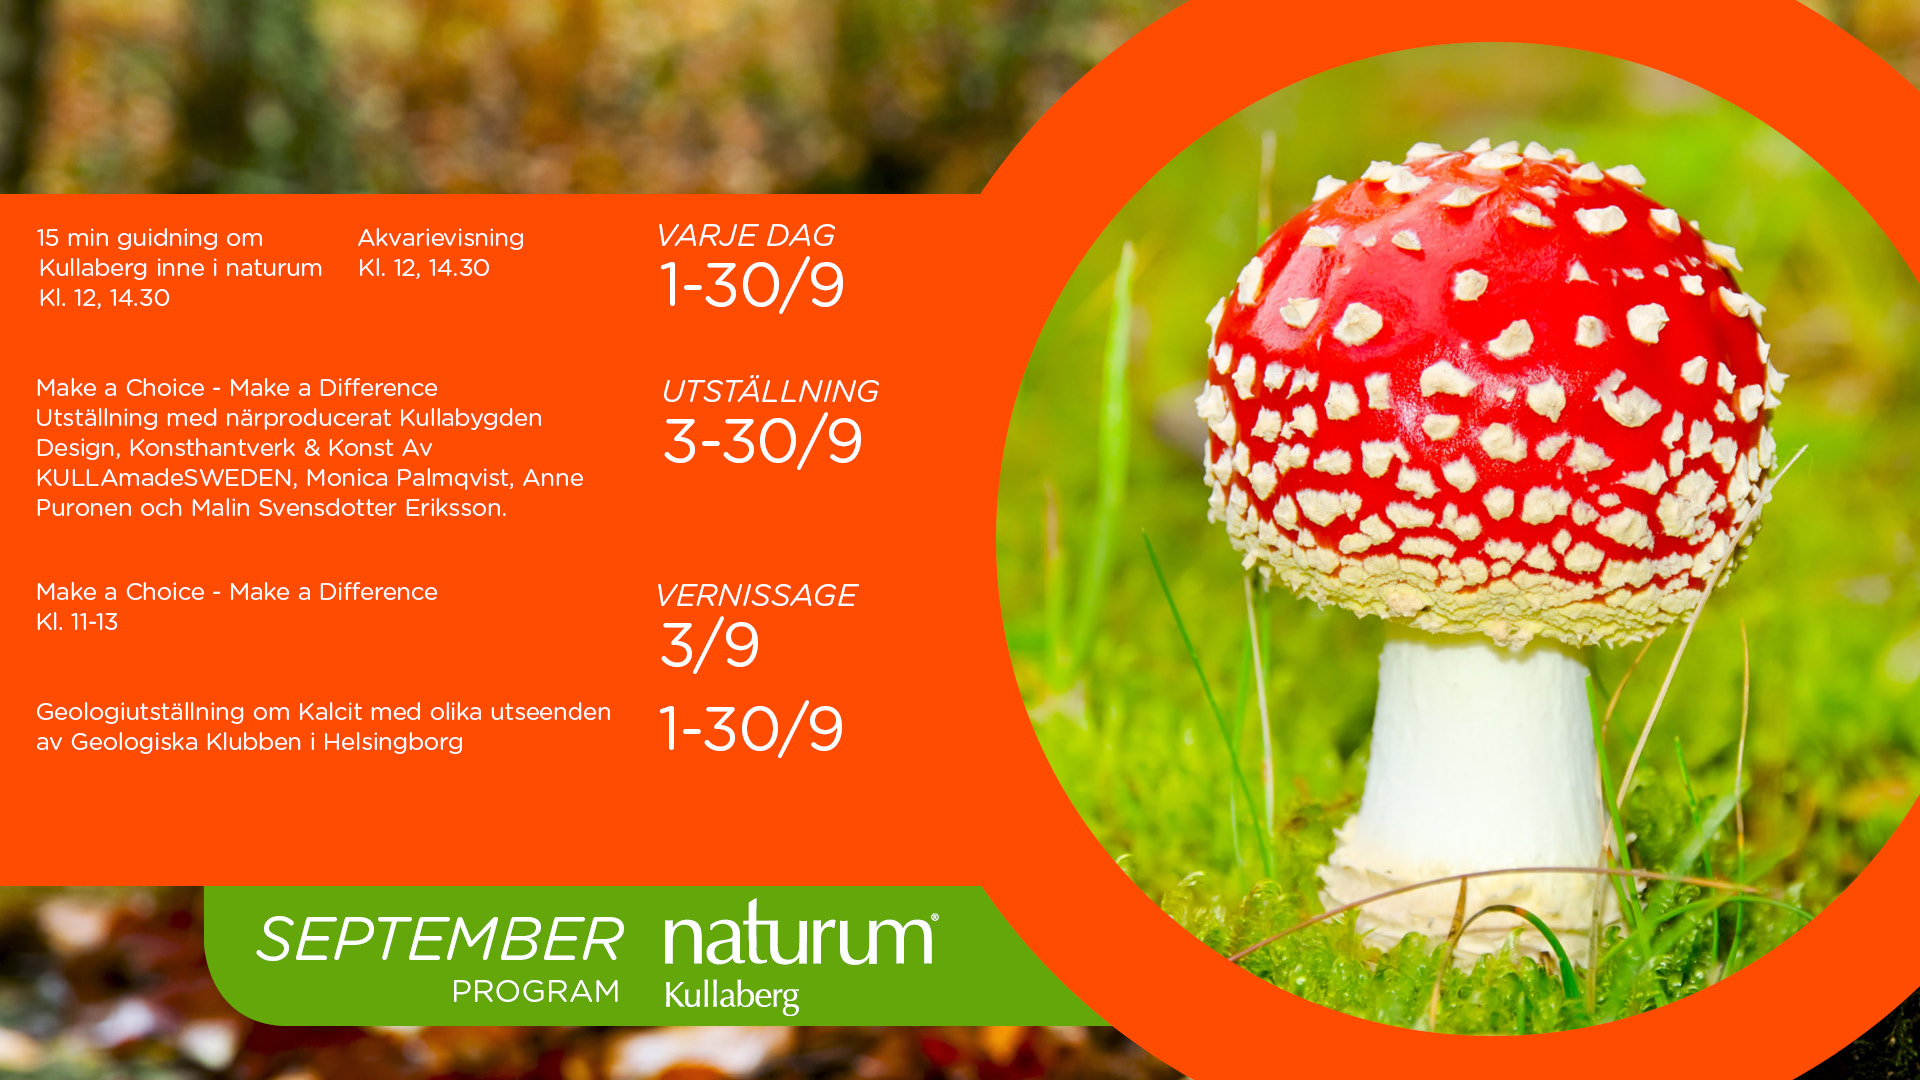 15 min guidning om
Kullaberg inne i naturum
Kl. 12, 14.30
Akvarievisning
Kl. 12, 14.30
VARJE DAG
1-30/9
Make a Choice - Make a Difference
Utställning med närproducerat Kullabygden
Design, Konsthantverk & Konst Av
KULLAmadeSWEDEN, Monica Palmqvist, Anne
Puronen och Malin Svensdotter Eriksson.
UTSTÄLLNING
3-30/9
Make a Choice - Make a Difference
Kl. 11-13
VERNISSAGE
3/9
Geologiutställning om Kalcit med olika utseenden
av Geologiska Klubben i Helsingborg
1-30/9
SEPTEMBER
PROGRAM
naturum®
Kullaberg